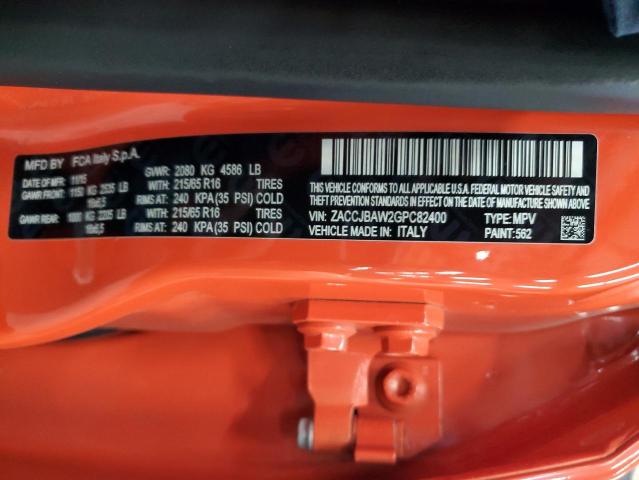 MFD BY FCA Italy S.p.A.
DATE OF MFR 11/15 GVWR: 2080 KG 4586 LB
GAWR FRONT: 1150 KG 2535 LB WITH 215/65 R16 TIRES
16x6,5 RIMS AT: 240 KPA(35 PSI) COLD
GAWR REAR: 1000 KG 2205 LB WITH 215/65 R16 TIRES
16x6,5 RIMS AT: 240 KPA(35 PSI) COLD
THIS VEHICLE CONFORMS TO ALL APPLICABLE U.S.A. FEDERAL MOTOR VEHICLE SAFETY, BUMPER AND
THEFT PREVENTION STANDARDS IN EFFECT ON THE DATE OF MANUFACTURE SHOWN ABOVE
VIN: ZACCJBAW2GPC82400 TYPE: MPV
VEHICLE MADE IN: ITALY PAINT:562